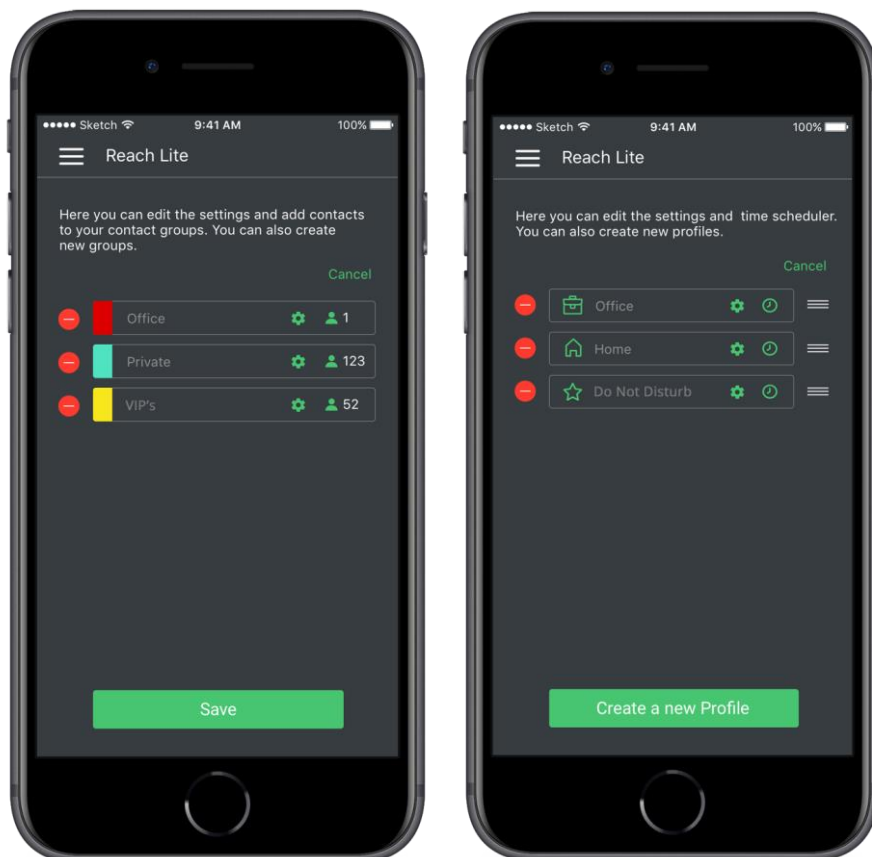 Sketch 9:41 AM 100%
Reach Lite
Here you can edit the settings and add contacts
to your contact groups. You can also create
new groups.
Cancel
Office 1
Private 123
VIP's 52
Save
Sketch 9:41 AM 100%
Reach Lite
Here you can edit the settings and  time scheduler.
You can also create new profiles.
Cancel
Office
Home
Do Not Disturb
Create a new Profile